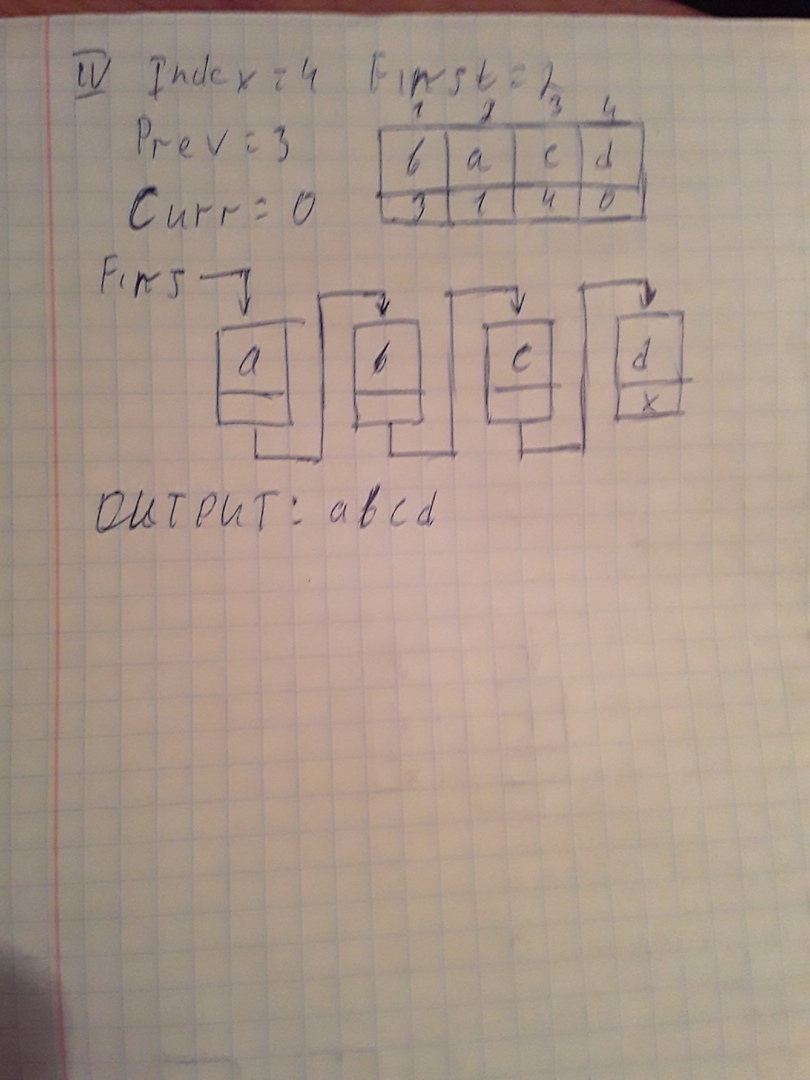 IV Index = 4 First = 2
1 2 3 4
Prev = 3
b a c d
Curr = 0
3 1 4 0
Firs
a b c d
x
OUTPUT: abcd